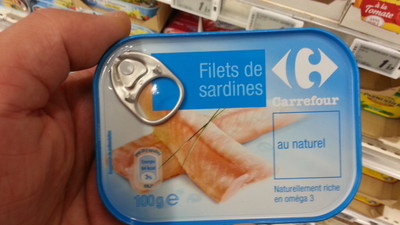 à la
Tomate
Filets de
sardines
Carrefour
au naturel
100g e
Naturellement riche
en oméga 3